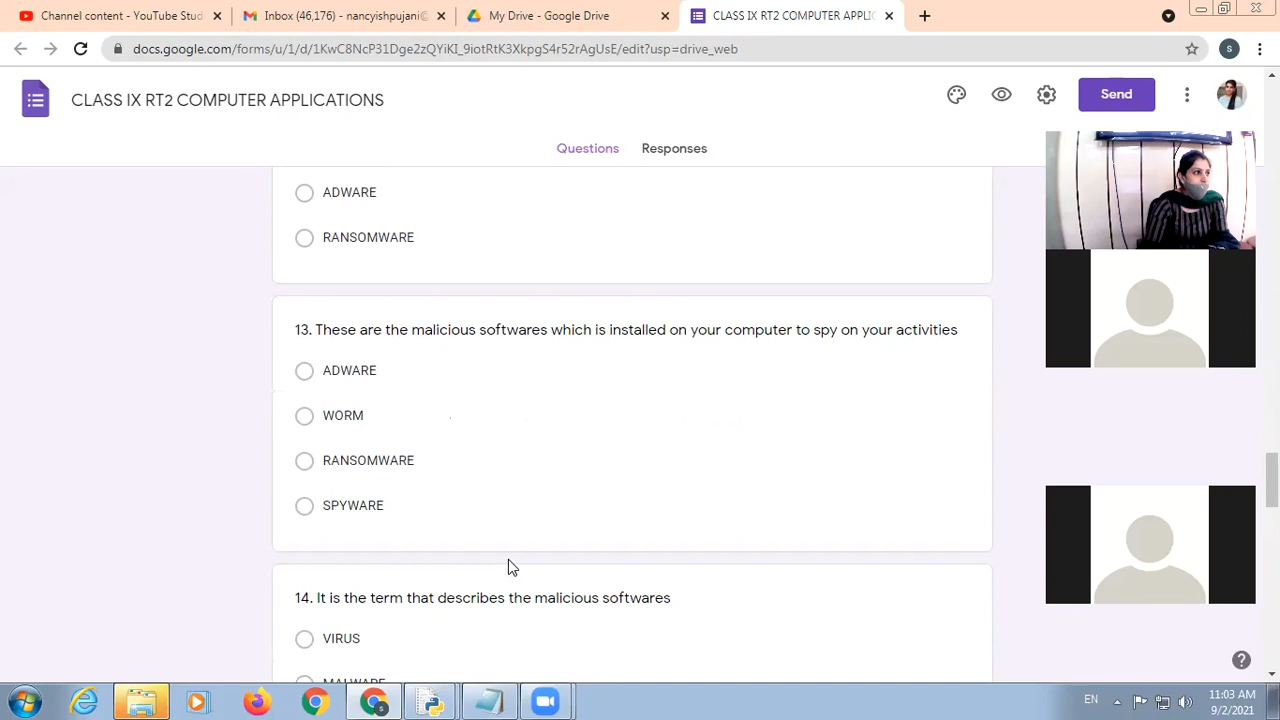 Channel content - YouTube Stud
Inbox (46,176) - nancyishpujani@
My Drive - Google Drive
CLASS IX RT2 COMPUTER APPLIC
docs.google.com/forms/u/1/d/1KwC8NcP31Dge2zQYiKI_9iotRtK3XkpgS4r52rAgUsE/edit?usp=drive_web
S
CLASS IX RT2 COMPUTER APPLICATIONS
Send
Questions
Responses
ADWARE
RANSOMWARE
13. These are the malicious softwares which is installed on your computer to spy on your activities
ADWARE
WORM
RANSOMWARE
SPYWARE
14. It is the term that describes the malicious softwares
VIRUS
MALWARE
EN
11:03 AM
9/2/2021